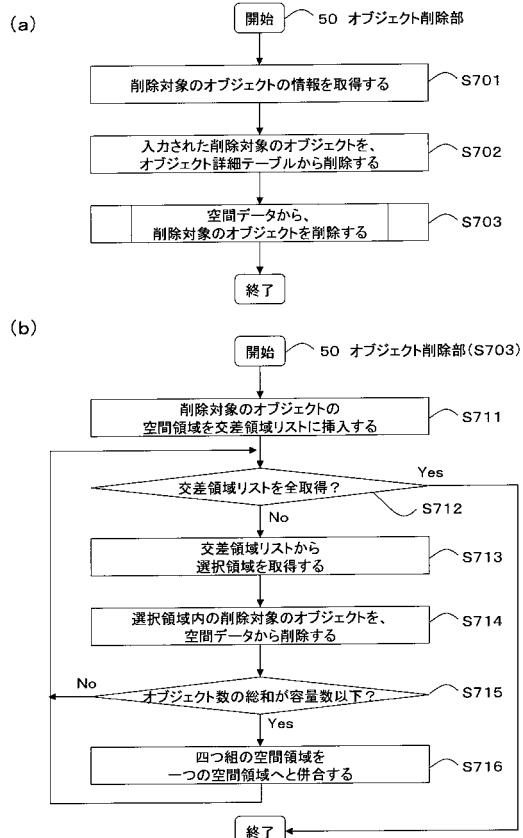 (a)
開始
50 オブジェクト削除部
削除対象のオブジェクトの情報を取得する
S701
入力された削除対象のオブジェクトを、
オブジェクト詳細テーブルから削除する
S702
空間データから、
削除対象のオブジェクトを削除する
S703
終了
(b)
開始
50 オブジェクト削除部(S703)
削除対象のオブジェクトの
空間領域を交差領域リストに挿入する
S711
交差領域リストを全取得?
Yes
S712
No
交差領域リストから
選択領域を取得する
S713
選択領域内の削除対象のオブジェクトを、
空間データから削除する
S714
No
オブジェクト数の総和が容量数以下?
S715
Yes
四つ組の空間領域を
一つの空間領域へと併合する
S716
終了